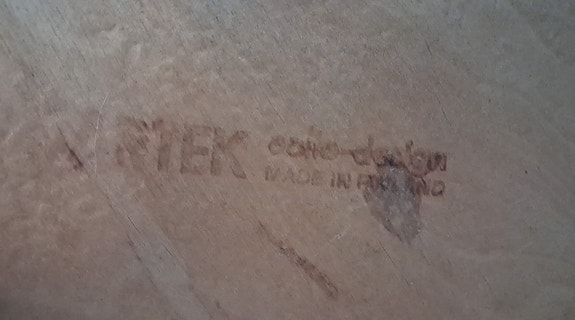 ARTEK aalto-design
MADE IN FINLAND